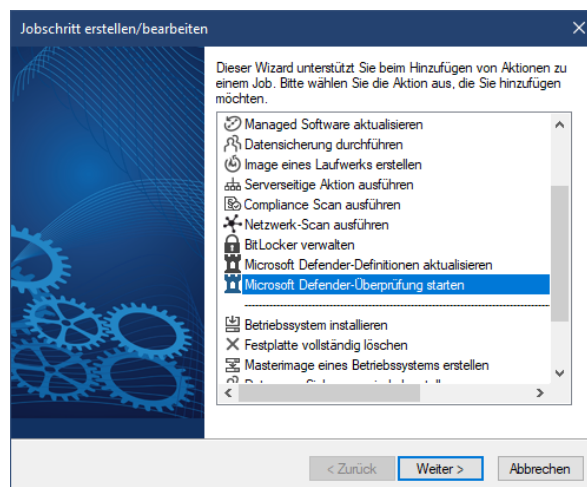 Jobschritt erstellen/bearbeiten
Dieser Wizard unterstützt Sie beim Hinzufügen von Aktionen zu
einem Job. Bitte wählen Sie die Aktion aus, die Sie hinzufügen
möchten.
Managed Software aktualisieren
Datensicherung durchführen
Image eines Laufwerks erstellen
Serverseitige Aktion ausführen
Compliance Scan ausführen
Netzwerk-Scan ausführen
BitLocker verwalten
Microsoft Defender-Definitionen aktualisieren
Microsoft Defender-Überprüfung starten
Betriebssystem installieren
Festplatte vollständig löschen
Masterimage eines Betriebssystems erstellen
< Zurück
Weiter >
Abbrechen